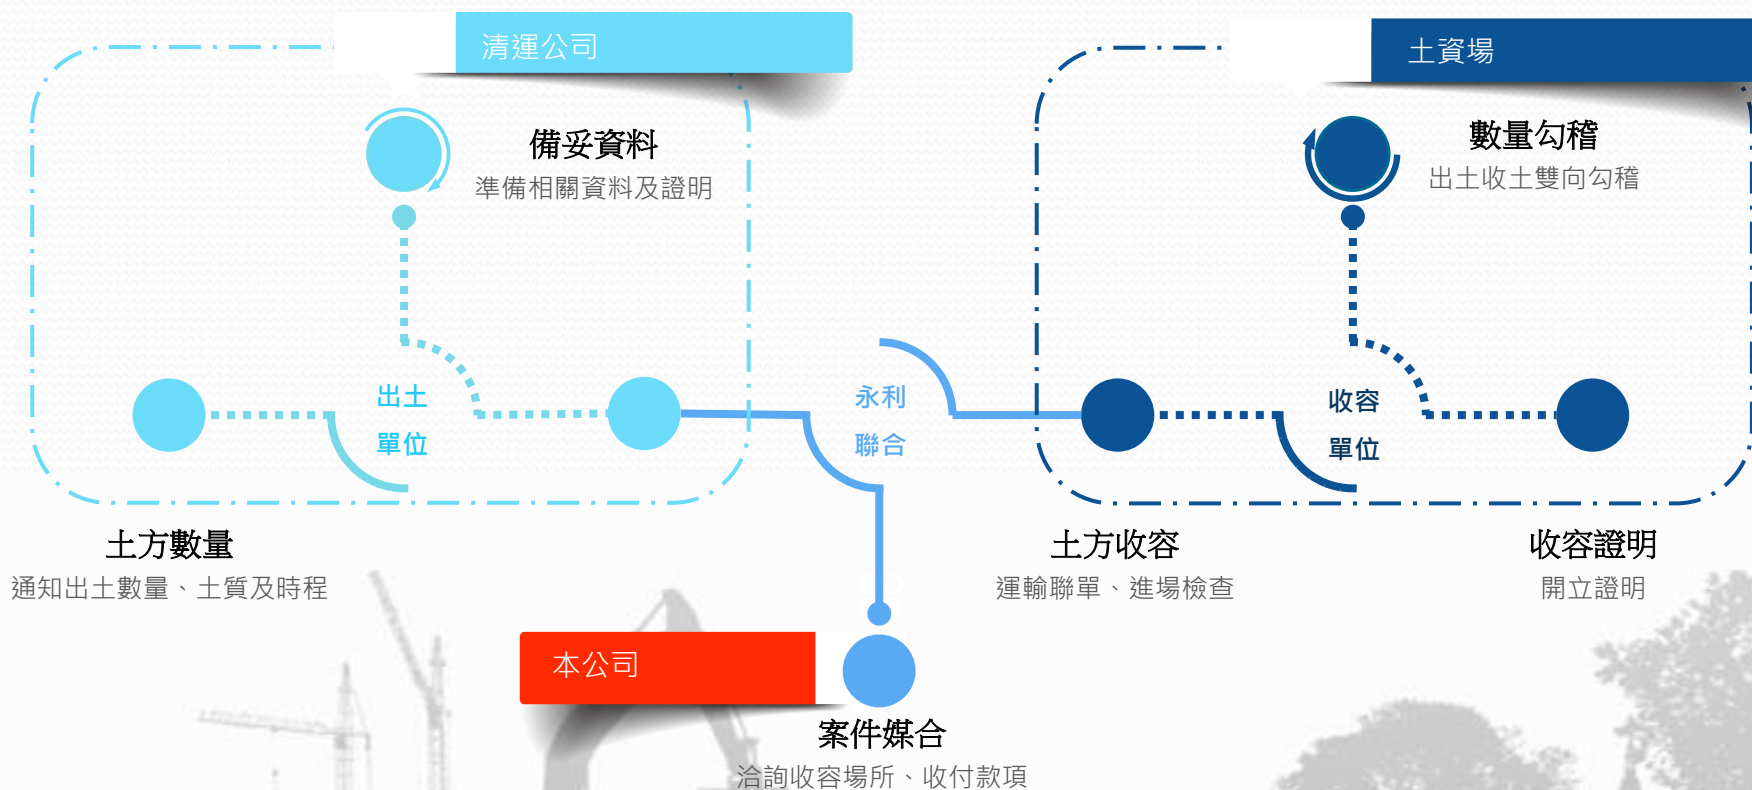 清運公司
土資場
備妥資料
準備相關資料及證明
數量勾稽
出土收土雙向勾稽
出土
單位
永利
聯合
收容
單位
土方數量
通知出土數量、土質及時程
土方收容
運輸聯單、進場檢查
收容證明
開立證明
本公司
案件媒合
洽詢收容場所、收付款項